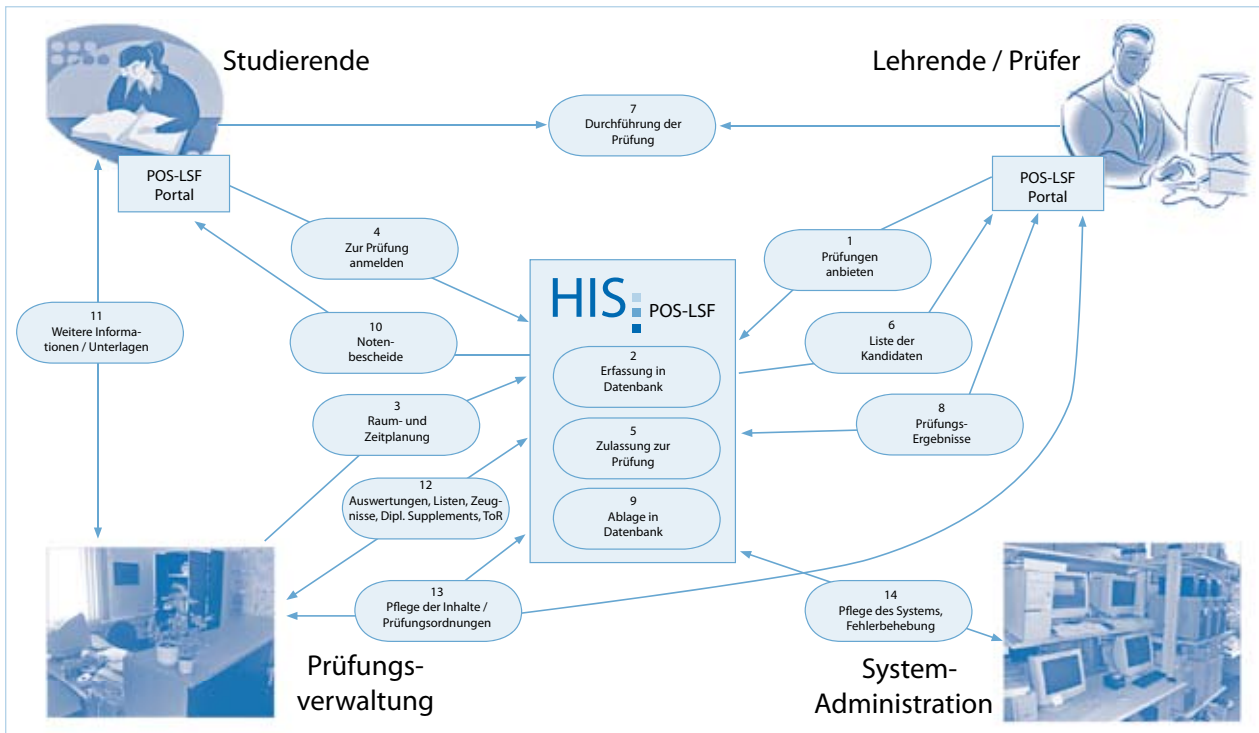 Studierende
Lehrende / Prüfer
7
Durchführung der
Prüfung
POS-LSF
Portal
POS-LSF
Portal
4
Zur Prüfung
anmelden
1
Prüfungen
anbieten
HIS:
POS-LSF
11
Weitere Informa-
tionen / Unterlagen
10
Noten-
bescheide
6
Liste der
Kandidaten
2
Erfassung in
Datenbank
3
Raum- und
Zeitplanung
8
Prüfungs-
Ergebnisse
5
Zulassung zur
Prüfung
12
Auswertungen, Listen, Zeug-
nisse, Dipl. Supplements, ToR
9
Ablage in
Datenbank
13
Pflege der Inhalte /
Prüfungsordnungen
14
Pflege des Systems,
Fehlerbehebung
Prüfungs-
verwaltung
System-
Administration